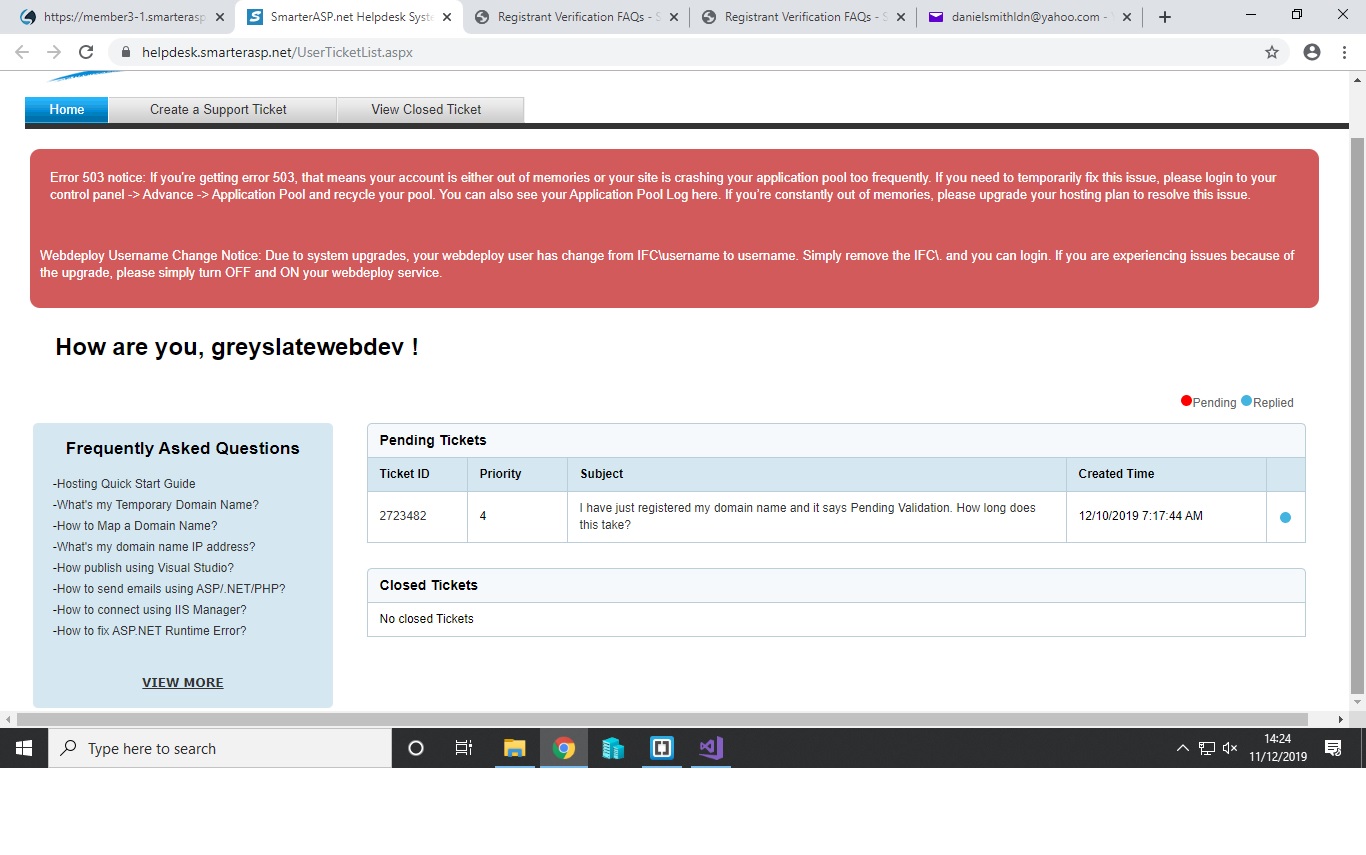 https://member3-1.smarterasp
SmarterASP.net Helpdesk Syst
Registrant Verification FAQs - S
Registrant Verification FAQs - S
danielsmithldn@yahoo.com -
helpdesk.smarterasp.net/UserTicketList.aspx
Home
Create a Support Ticket
View Closed Ticket
Error 503 notice: If you're getting error 503, that means your account is either out of memories or your site is crashing your application pool too frequently. If you need to temporarily fix this issue, please login to your
control panel -> Advance -> Application Pool and recycle your pool. You can also see your Application Pool Log here. If you're constantly out of memories, please upgrade your hosting plan to resolve this issue.
Webdeploy Username Change Notice: Due to system upgrades, your webdeploy user has change from IFC\username to username. Simply remove the IFC\. and you can login. If you are experiencing issues because of
the upgrade, please simply turn OFF and ON your webdeploy service.
How are you, greyslatewebdev !
Pending Replied
Frequently Asked Questions
-Hosting Quick Start Guide
-What's my Temporary Domain Name?
-How to Map a Domain Name?
-What's my domain name IP address?
-How publish using Visual Studio?
-How to send emails using ASP/.NET/PHP?
-How to connect using IIS Manager?
-How to fix ASP.NET Runtime Error?
VIEW MORE
Pending Tickets
Ticket ID Priority Subject Created Time
2723482 4 I have just registered my domain name and it says Pending Validation. How long does 12/10/2019 7:17:44 AM
this take?
Closed Tickets
No closed Tickets
Type here to search
14:24
11/12/2019